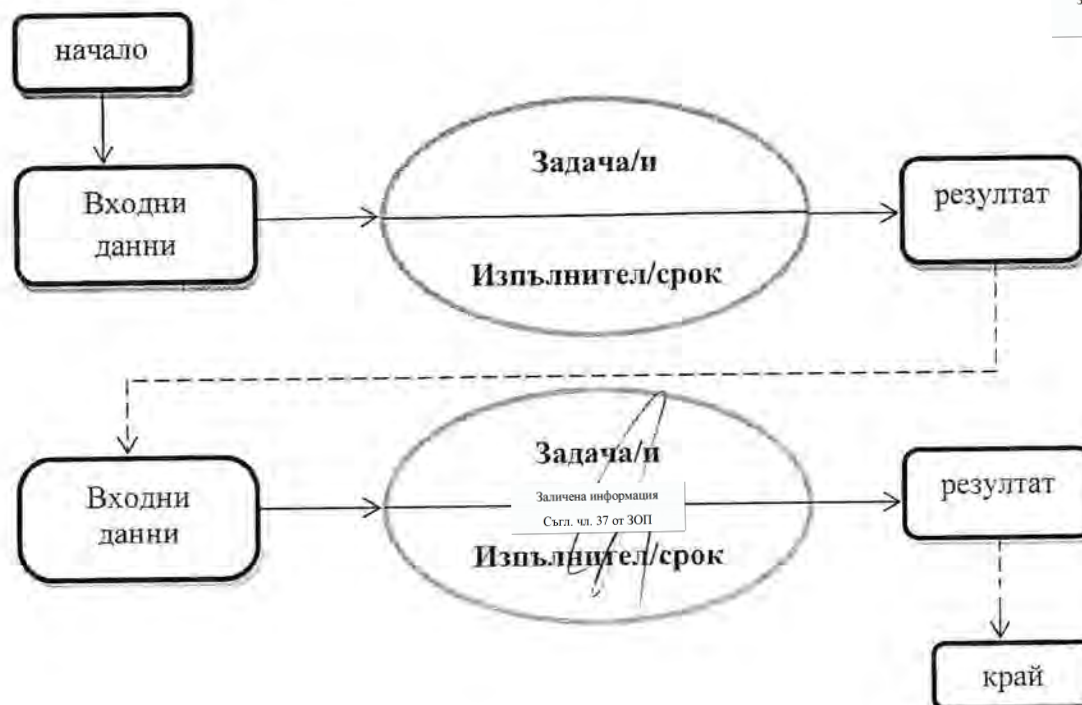 начало
Входни
данни
Задача/и
Изпълнител/срок
резултат
Входни
данни
Задача/и
Заличена информация
Съгл. чл. 37 от ЗОП
Изпълнител/срок
резултат
край